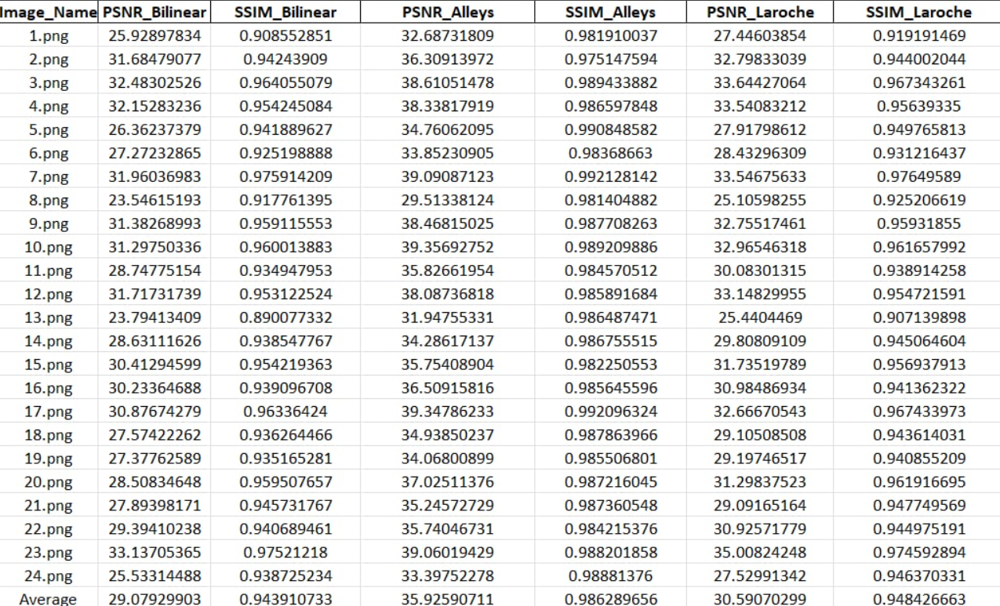 Image_Name PSNR_Bilinear SSIM_Bilinear PSNR_Alleys SSIM_Alleys PSNR_Laroche SSIM_Laroche
1.png 25.92897834 0.908552851 32.68731809 0.981910037 27.44603854 0.919191469
2.png 31.68479077 0.94243909 36.30913972 0.975147594 32.79833039 0.944002044
3.png 32.48302526 0.964055079 38.61051478 0.989433882 33.64427064 0.967343261
4.png 32.15283236 0.954245084 38.33817919 0.986597848 33.54083212 0.95639335
5.png 26.36237379 0.941889627 34.76062095 0.990848582 27.91798612 0.949765813
6.png 27.27232865 0.925198888 33.85230905 0.98368663 28.43296309 0.931216437
7.png 31.96036983 0.975914209 39.09087123 0.992128142 33.54675633 0.97649589
8.png 23.54615193 0.917761395 29.51338124 0.981404882 25.10598255 0.925206619
9.png 31.38268993 0.959115553 38.46815025 0.987708263 32.75517461 0.95931855
10.png 31.29750336 0.960013883 39.35692752 0.989209886 32.96546318 0.961657992
11.png 28.74775154 0.934947953 35.82661954 0.984570512 30.08301315 0.938914258
12.png 31.71731739 0.953122524 38.08736818 0.985891684 33.14829955 0.954721591
13.png 23.79413409 0.890077332 31.94755331 0.986487471 25.4404469 0.907139898
14.png 28.63111626 0.938547767 34.28617137 0.986755515 29.80809109 0.945064604
15.png 30.41294599 0.954219363 35.75408904 0.982250553 31.73519789 0.956937913
16.png 30.23364688 0.939096708 36.50915816 0.985645596 30.98486934 0.941362322
17.png 30.87674279 0.96336424 39.34786233 0.992096324 32.66670543 0.967433973
18.png 27.57422262 0.936264466 34.93850237 0.987863966 29.10508508 0.943614031
19.png 27.37762589 0.935165281 34.06800899 0.985506801 29.19746517 0.940855209
20.png 28.50834648 0.959507657 37.02511376 0.987216045 31.29837523 0.961916695
21.png 27.89398171 0.945731767 35.24572729 0.987360548 29.09165164 0.947749569
22.png 29.39410238 0.940689461 35.74046731 0.984215376 30.92571779 0.944975191
23.png 33.13705365 0.97521218 39.06019429 0.988201858 35.00824248 0.974592894
24.png 25.53314488 0.938725234 33.39752278 0.98881376 27.52991342 0.946370331
Average 29.07929903 0.943910733 35.92590711 0.986289656 30.59070299 0.948426663